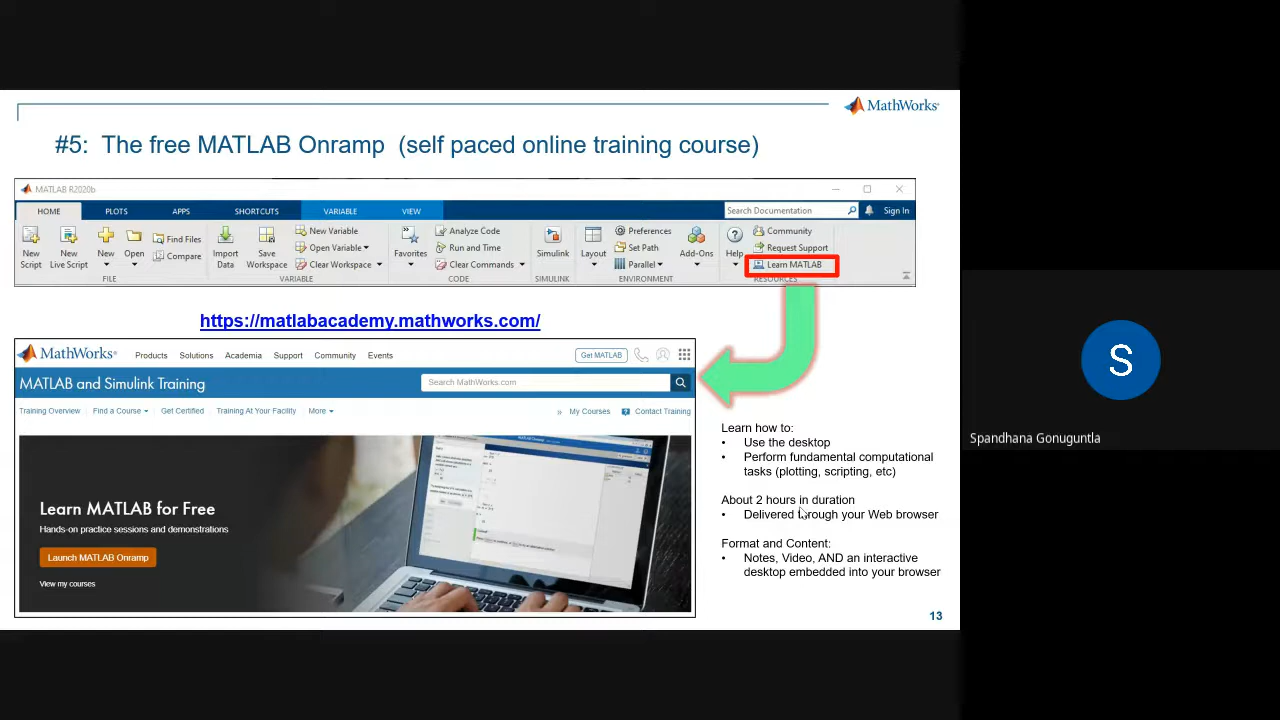 MathWorks®
#5: The free MATLAB Onramp (self paced online training course)
MATLAB R2020b
HOME PLOTS APPS SHORTCUTS VARIABLE VIEW Search Documentation Sign In
New Script
New Live Script
New
Open
Find Files
Compare
FILE
Import Data
Save Workspace
New Variable
Open Variable
Clear Workspace
VARIABLE
Favorites
Analyze Code
Run and Time
Clear Commands
CODE
Simulink
SIMULINK
Layout
Preferences
Set Path
Parallel
Add-Ons
ENVIRONMENT
Help
Community
Request Support
Learn MATLAB
RESOURCES
https://matlabacademy.mathworks.com/
MathWorks® Products Solutions Academia Support Community Events Get MATLAB
MATLAB and Simulink Training Search MathWorks.com
Training Overview Find a Course Get Certified Training At Your Facility More » My Courses Contact Training
Learn MATLAB for Free
Hands-on practice sessions and demonstrations
Launch MATLAB Onramp
View my courses
Learn how to:
• Use the desktop
• Perform fundamental computational
tasks (plotting, scripting, etc)
About 2 hours in duration
• Delivered through your Web browser
Format and Content:
• Notes, Video, AND an interactive
desktop embedded into your browser
13
S
Spandhana Gonuguntla